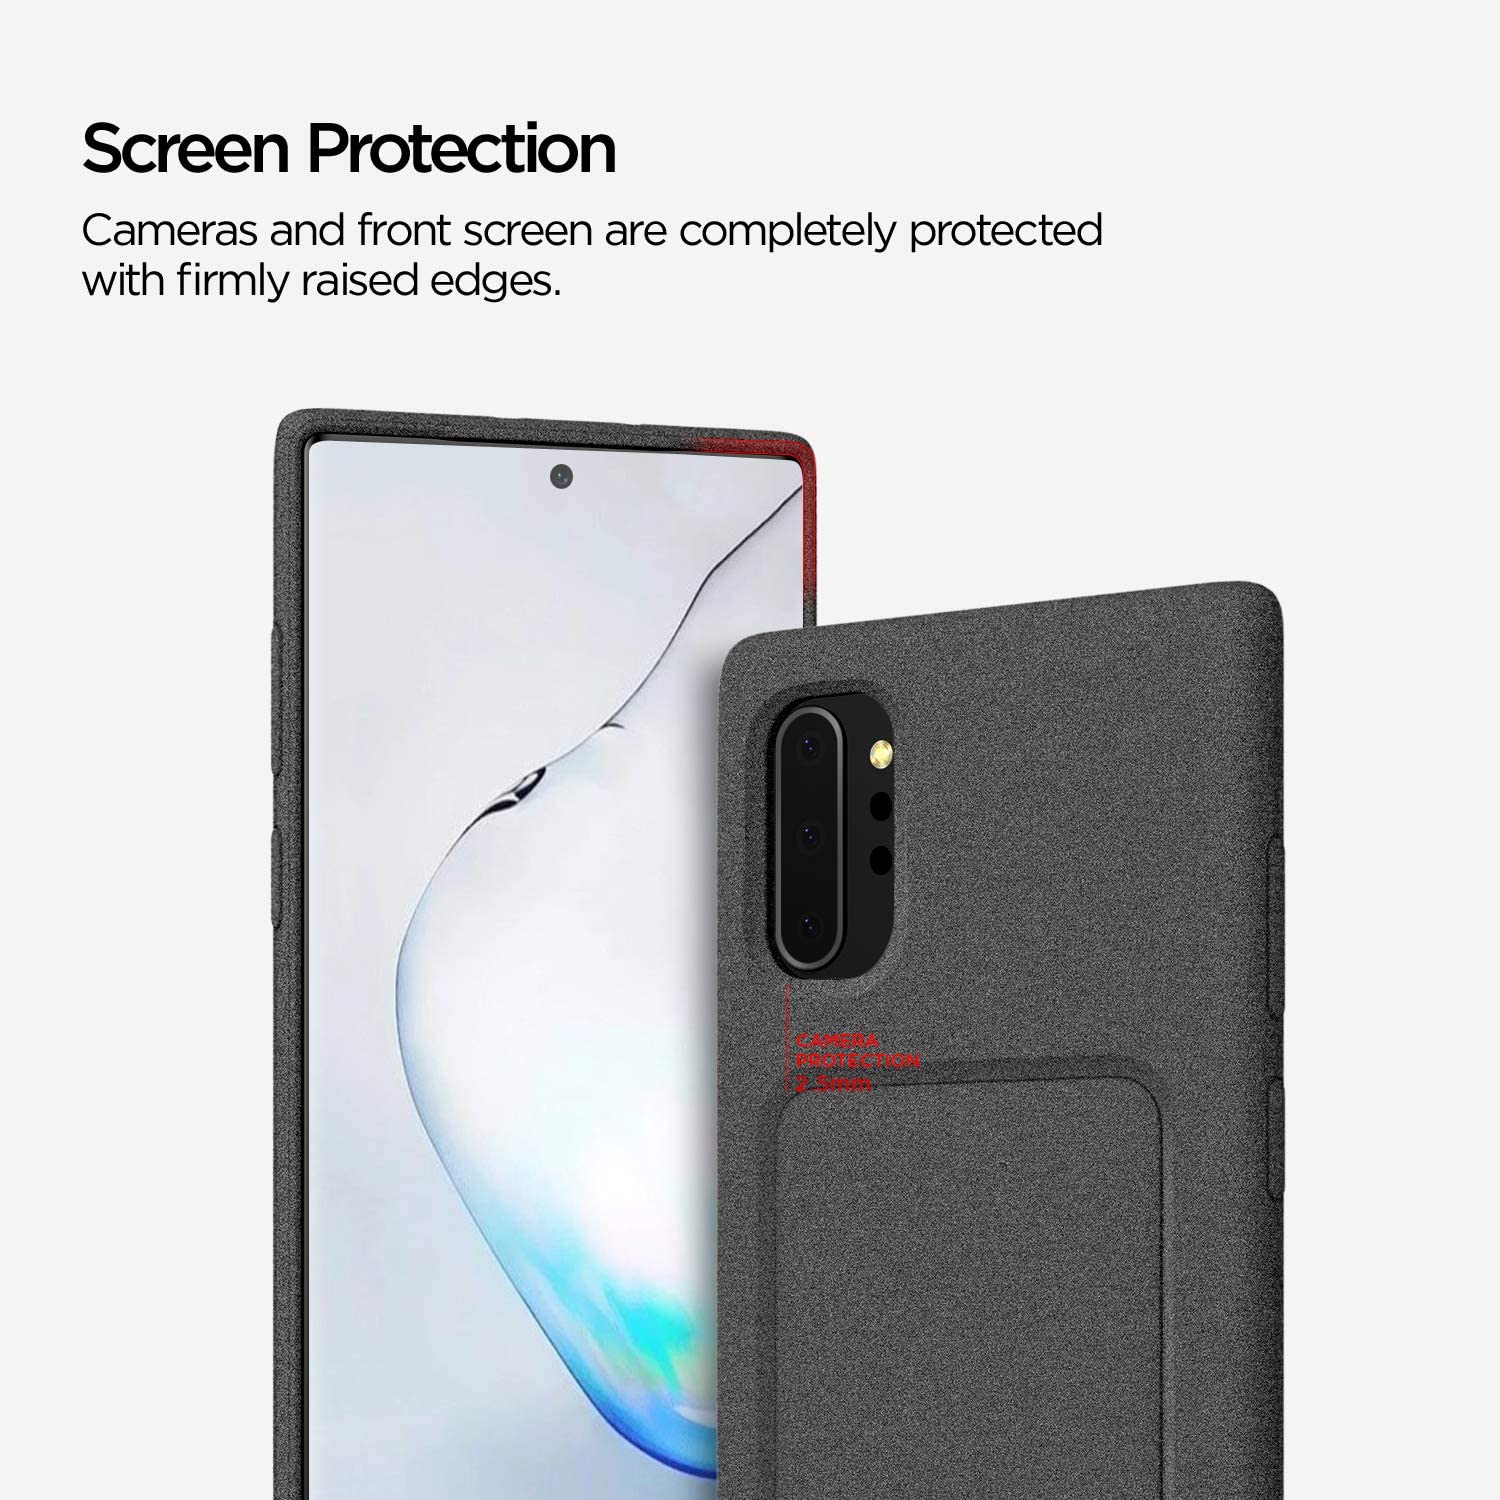 Screen Protection
Cameras and front screen are completely protected
with firmly raised edges.
CAMERA
PROTECTION
2.5mm